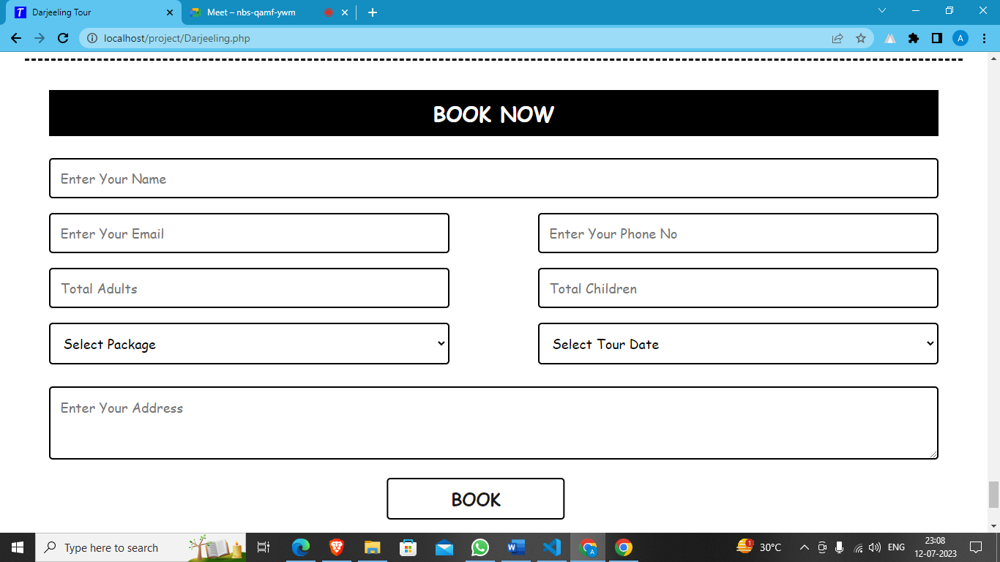 Darjeeling Tour
Meet – nbs-qamf-ywm
localhost/project/Darjeeling.php
A
BOOK NOW
Enter Your Name
Enter Your Email
Enter Your Phone No
Total Adults
Total Children
Select Package
Select Tour Date
Enter Your Address
BOOK
Type here to search
W
A
1
30°C
ENG
23:08
12-07-2023